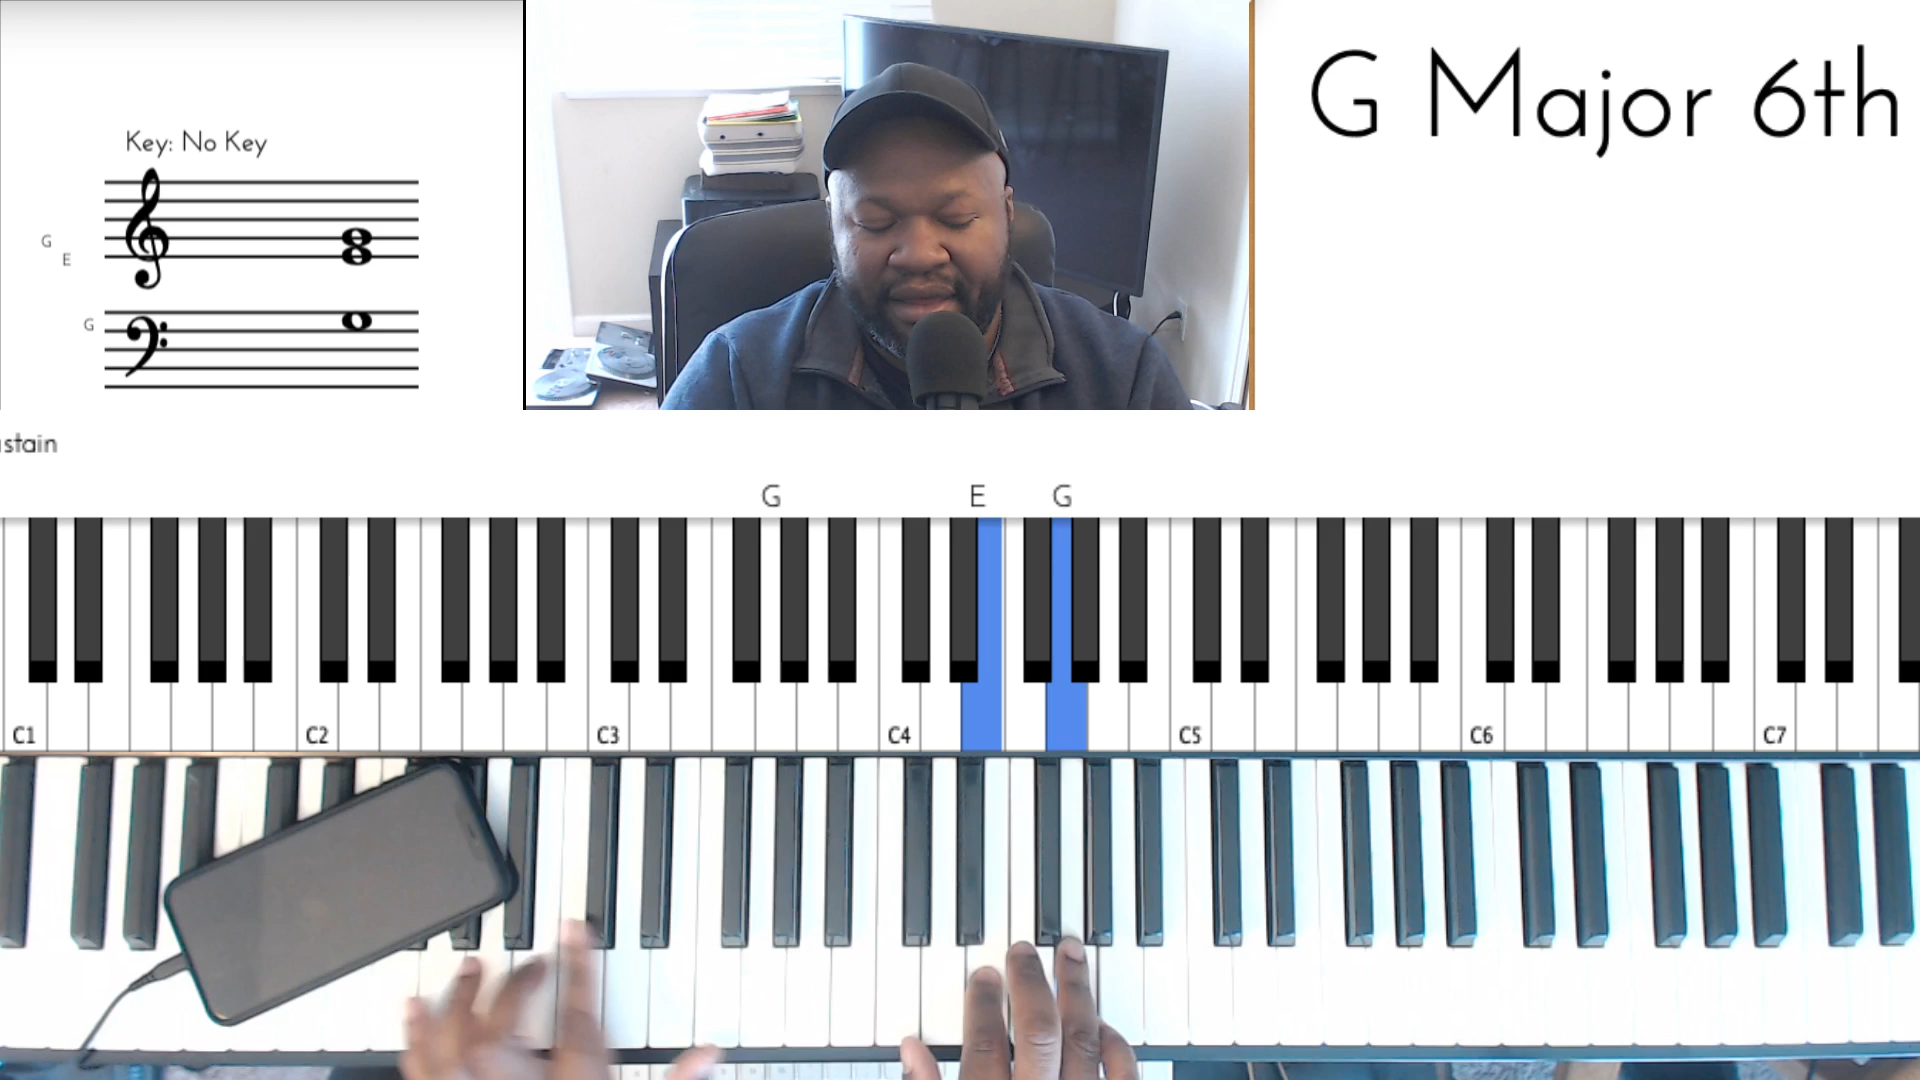 G Major 6th
Key: No Key
G
E
G
stain
G E G
C1 C2 C3 C4 C5 C6 C7